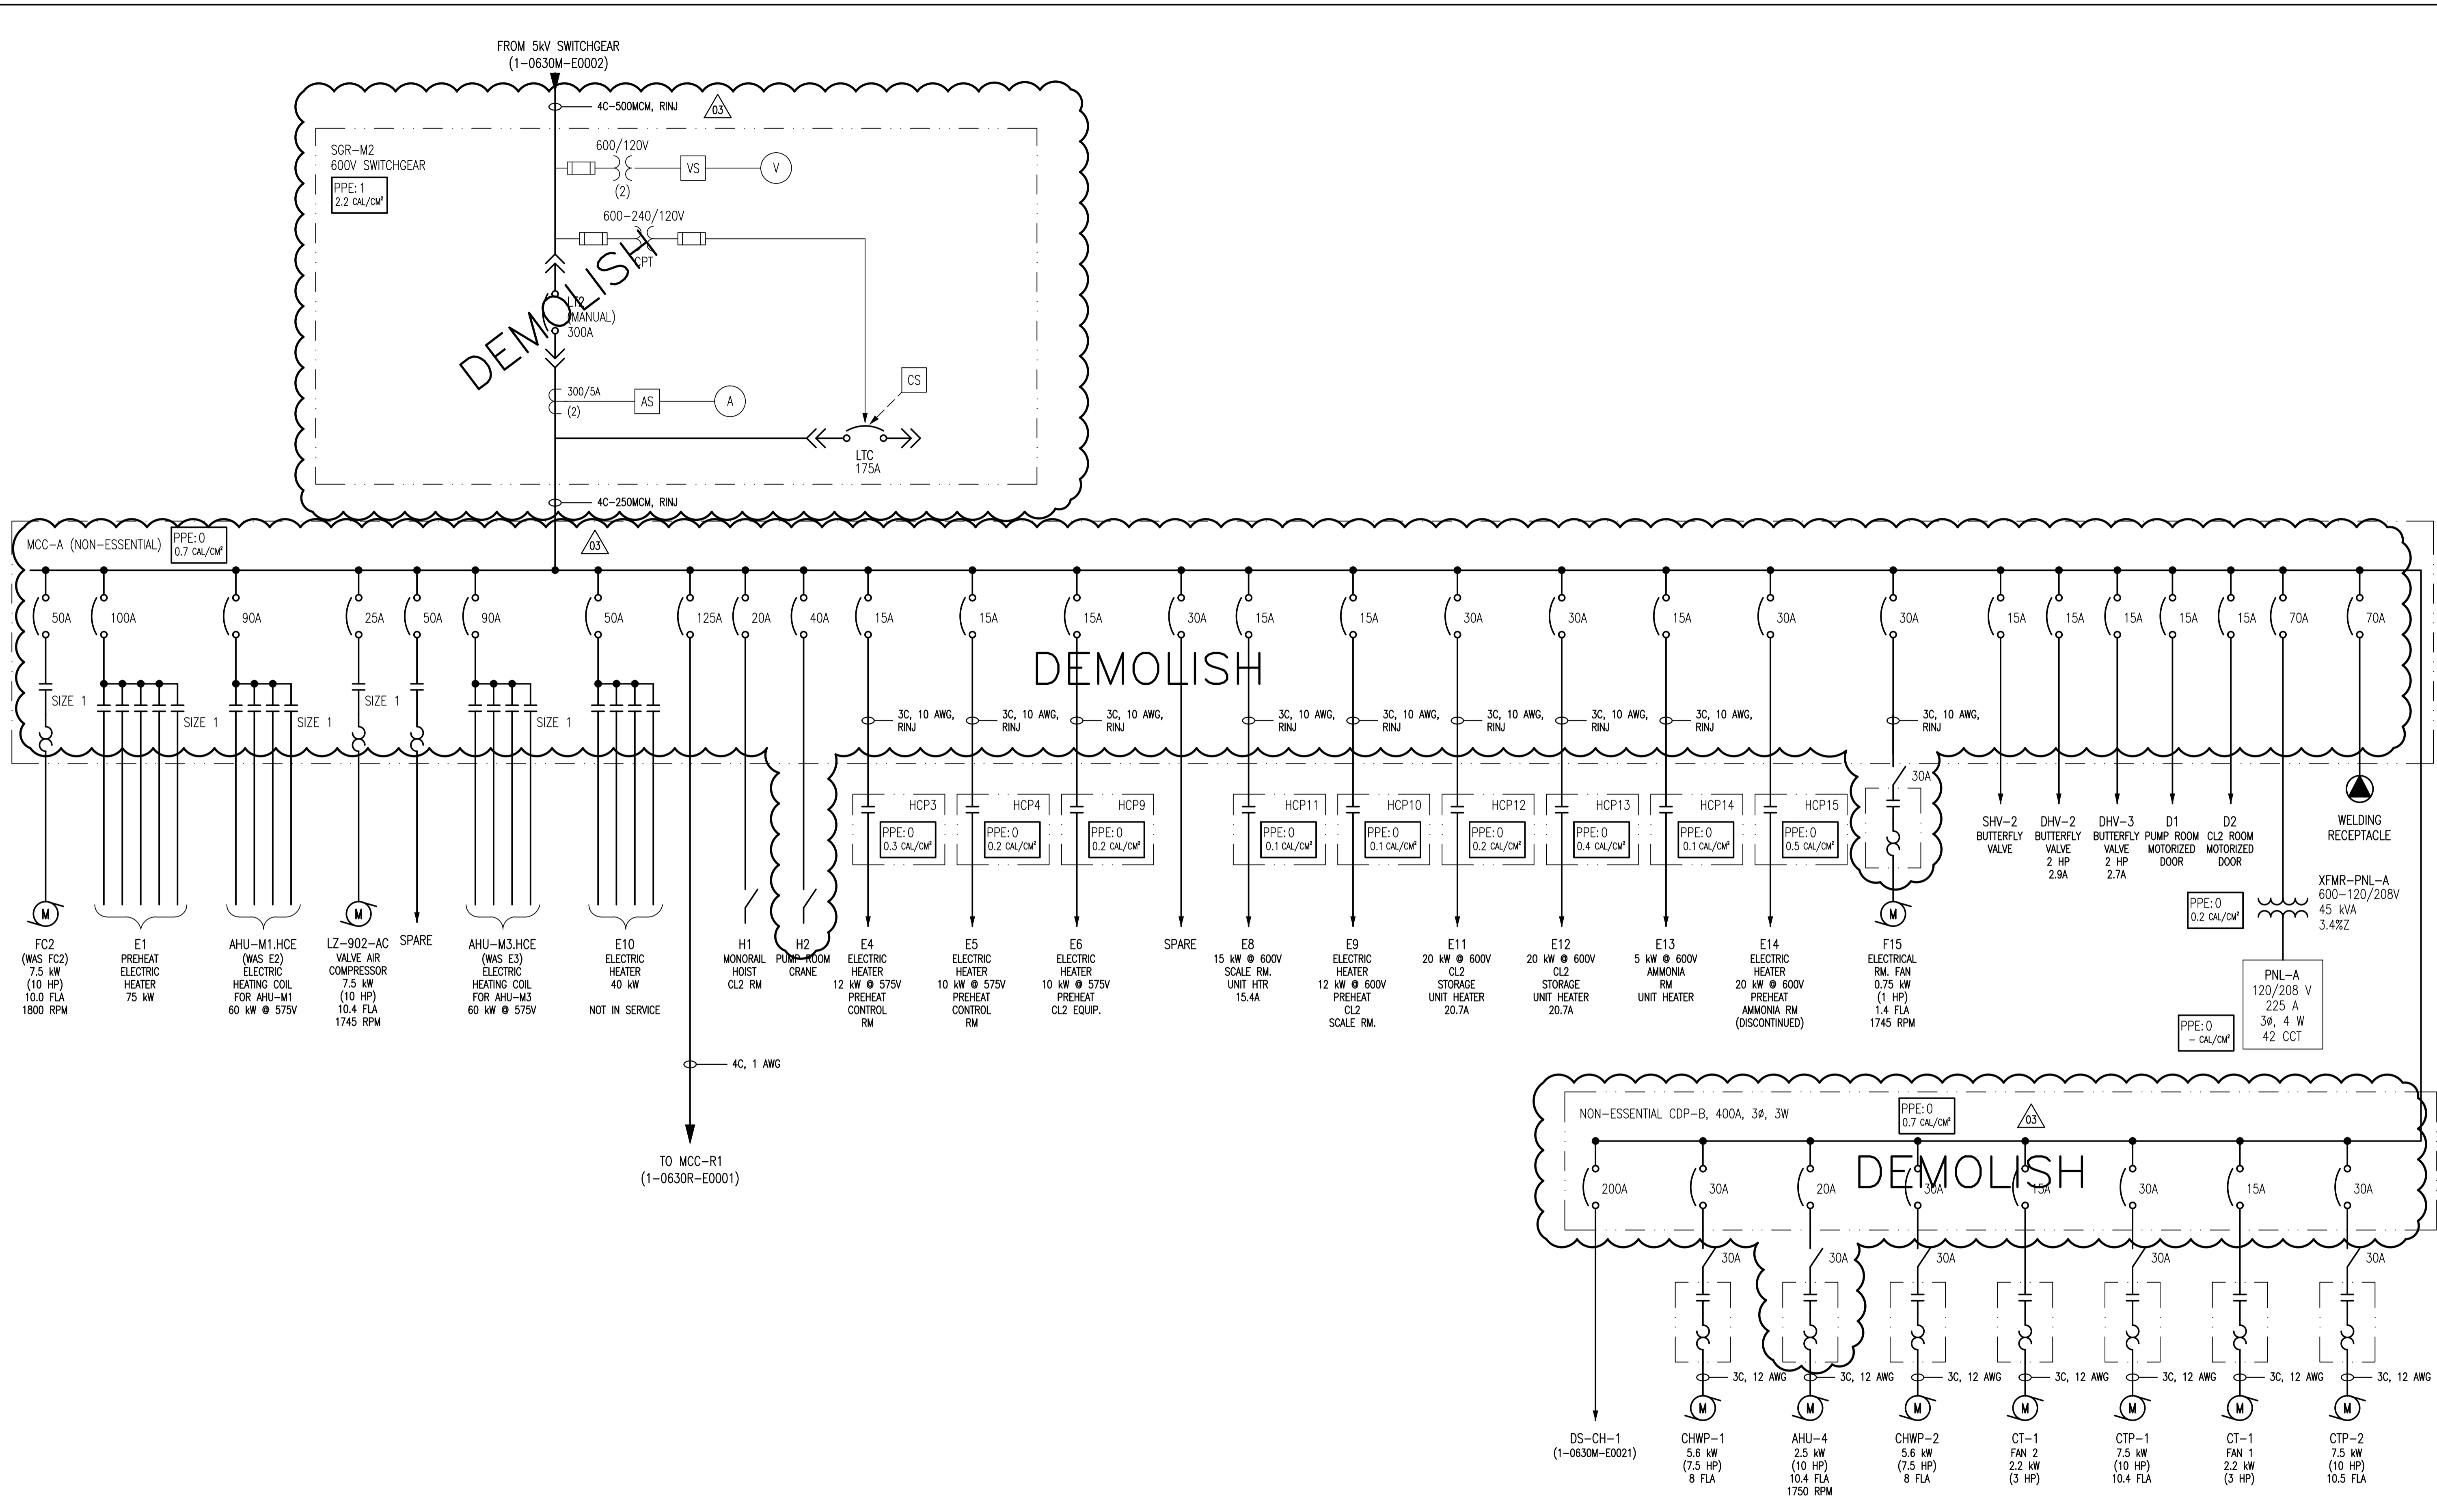 FROM 5kV SWITCHGEAR
(1-0630M-E0002)
4C-500MCM, RINJ
03
SGR-M2
600V SWITCHGEAR
PPE: 1
2.2 CAL/CM²
600/120V
(2)
VS
V
600-240/120V
CPT
DEMOLISH
LT2
(MANUAL)
300A
300/5A
(2)
AS
A
CS
LTC
175A
4C-250MCM, RINJ
MCC-A (NON-ESSENTIAL)
PPE: 0
0.7 CAL/CM²
03
50A
100A
90A
25A
50A
90A
50A
125A
20A
40A
15A
15A
15A
30A
15A
15A
30A
30A
15A
30A
30A
15A
15A
15A
15A
15A
70A
70A
DEMOLISH
SIZE 1
SIZE 1
SIZE 1
SIZE 1
SIZE 1
3C, 10 AWG,
RINJ
3C, 10 AWG,
RINJ
3C, 10 AWG,
RINJ
3C, 10 AWG,
RINJ
3C, 10 AWG,
RINJ
3C, 10 AWG,
RINJ
3C, 10 AWG,
RINJ
3C, 10 AWG,
RINJ
3C, 10 AWG,
RINJ
30A
HCP3
PPE: 0
0.3 CAL/CM²
HCP4
PPE: 0
0.2 CAL/CM²
HCP9
PPE: 0
0.2 CAL/CM²
HCP11
PPE: 0
0.1 CAL/CM²
HCP10
PPE: 0
0.1 CAL/CM²
HCP12
PPE: 0
0.2 CAL/CM²
HCP13
PPE: 0
0.4 CAL/CM²
HCP14
PPE: 0
0.1 CAL/CM²
HCP15
PPE: 0
0.5 CAL/CM²
SHV-2
BUTTERFLY
VALVE
DHV-2
BUTTERFLY
VALVE
2 HP
2.9A
DHV-3
BUTTERFLY
VALVE
2 HP
2.7A
D1
PUMP ROOM
MOTORIZED
DOOR
D2
CL2 ROOM
MOTORIZED
DOOR
WELDING
RECEPTACLE
XFMR-PNL-A
600-120/208V
45 kVA
3.4%Z
PPE: 0
0.2 CAL/CM²
PNL-A
120/208 V
225 A
3ø, 4 W
42 CCT
PPE: 0
- CAL/CM²
M
FC2
(WAS FC2)
7.5 kW
(10 HP)
10.0 FLA
1800 RPM
E1
PREHEAT
ELECTRIC
HEATER
75 kW
AHU-M1.HCE
(WAS E2)
ELECTRIC
HEATING COIL
FOR AHU-M1
60 kW @ 575V
M
LZ-902-AC
VALVE AIR
COMPRESSOR
7.5 kW
(10 HP)
10.4 FLA
1745 RPM
SPARE
AHU-M3.HCE
(WAS E3)
ELECTRIC
HEATING COIL
FOR AHU-M3
60 kW @ 575V
E10
ELECTRIC
HEATER
40 kW
NOT IN SERVICE
H1
MONORAIL
HOIST
CL2 RM
H2
PUMP ROOM
CRANE
E4
ELECTRIC
HEATER
12 kW @ 575V
PREHEAT
CONTROL
RM
E5
ELECTRIC
HEATER
10 kW @ 575V
PREHEAT
CONTROL
RM
E6
ELECTRIC
HEATER
10 kW @ 575V
PREHEAT
CL2 EQUIP.
SPARE
E8
15 kW @ 600V
SCALE RM.
UNIT HTR
15.4A
E9
ELECTRIC
HEATER
12 kW @ 600V
PREHEAT
CL2
SCALE RM.
E11
20 kW @ 600V
CL2
STORAGE
UNIT HEATER
20.7A
E12
20 kW @ 600V
CL2
STORAGE
UNIT HEATER
20.7A
E13
5 kW @ 600V
AMMONIA
RM
UNIT HEATER
E14
ELECTRIC
HEATER
20 kW @ 600V
PREHEAT
AMMONIA RM
(DISCONTINUED)
M
F15
ELECTRICAL
RM. FAN
0.75 kW
(1 HP)
1.4 FLA
1745 RPM
4C, 1 AWG
TO MCC-R1
(1-0630R-E0001)
NON-ESSENTIAL CDP-B, 400A, 3ø, 3W
PPE: 0
0.7 CAL/CM²
03
DEMOLISH
200A
30A
20A
30A
15A
30A
15A
30A
30A
30A
30A
30A
30A
3C, 12 AWG
3C, 12 AWG
3C, 12 AWG
3C, 12 AWG
3C, 12 AWG
3C, 12 AWG
3C, 12 AWG
M
M
M
M
M
M
M
DS-CH-1
(1-0630M-E0021)
CHWP-1
5.6 kW
(7.5 HP)
8 FLA
AHU-4
2.5 kW
(10 HP)
10.4 FLA
1750 RPM
CHWP-2
5.6 kW
(7.5 HP)
8 FLA
CT-1
FAN 2
2.2 kW
(3 HP)
CTP-1
7.5 kW
(10 HP)
10.4 FLA
CT-1
FAN 1
2.2 kW
(3 HP)
CTP-2
7.5 kW
(10 HP)
10.5 FLA